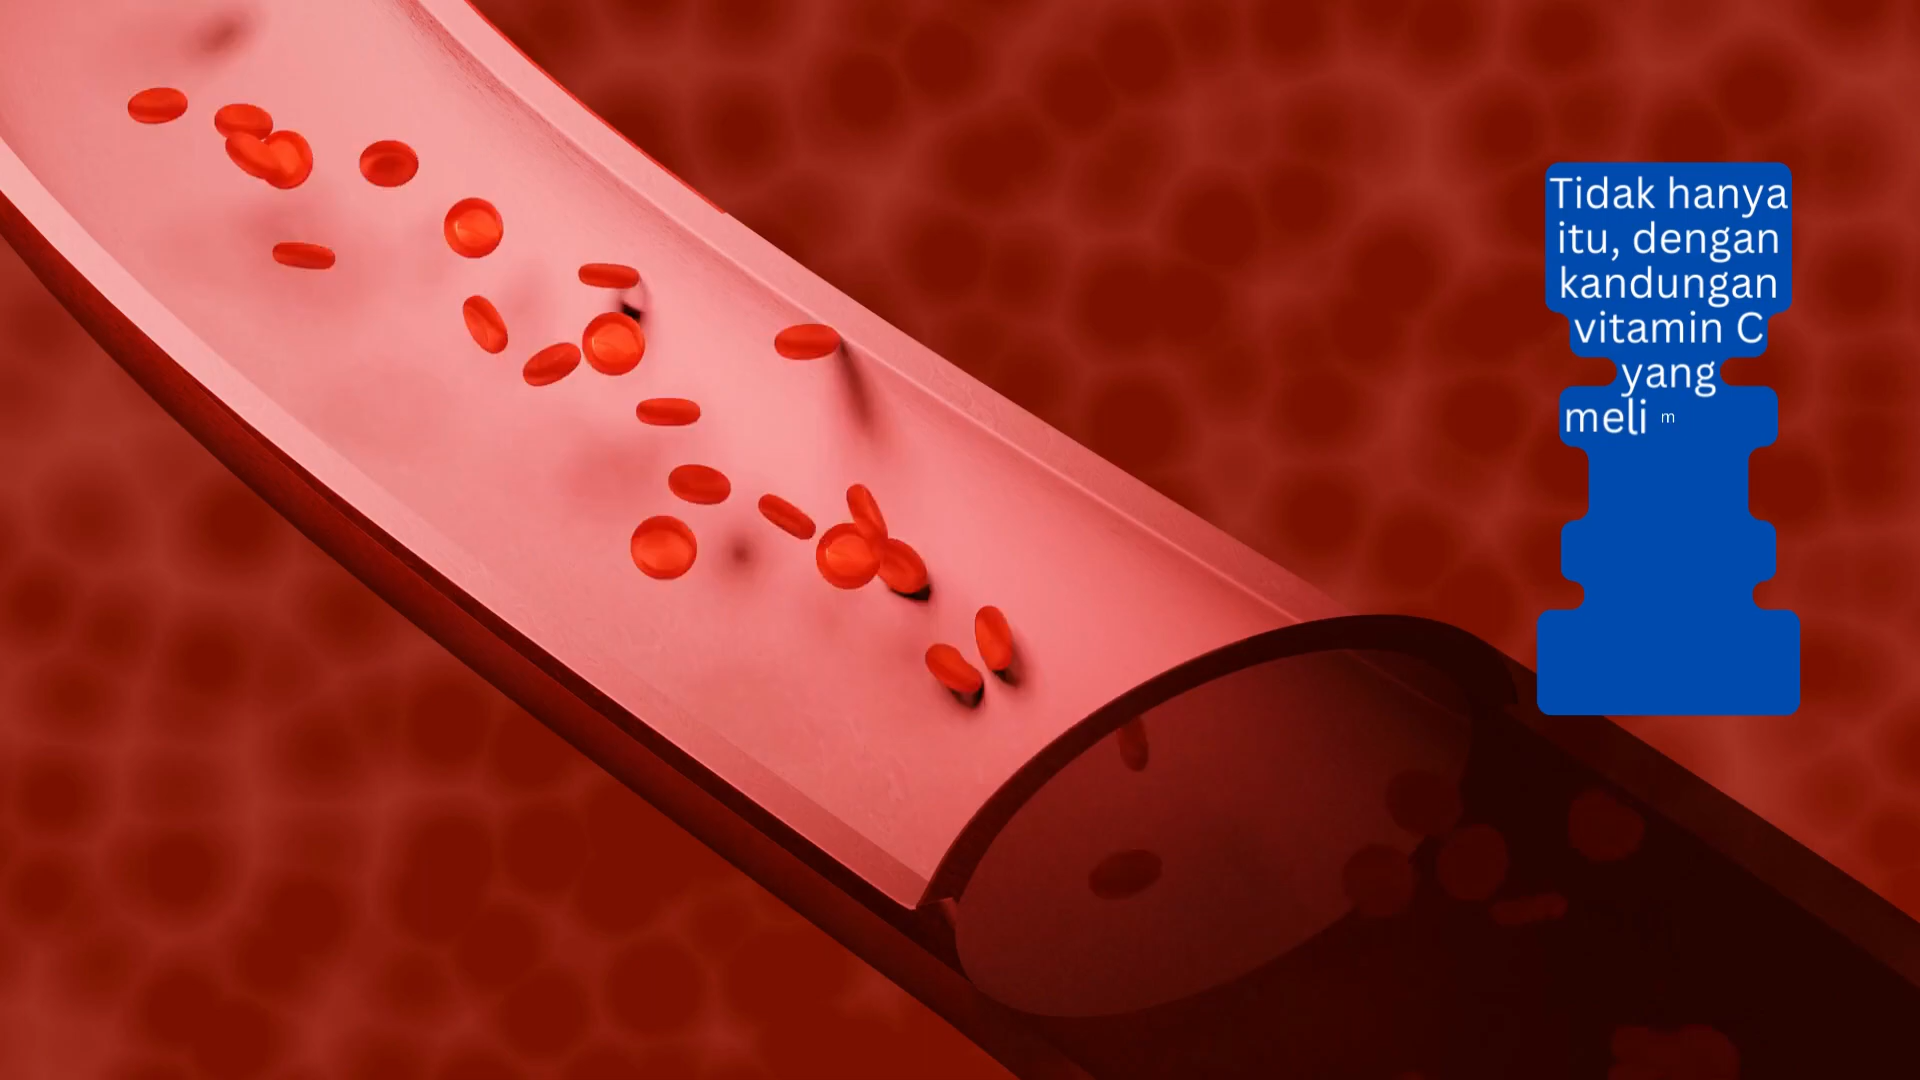 Tidak hanya
itu, dengan
kandungan
vitamin C
yang
meli m